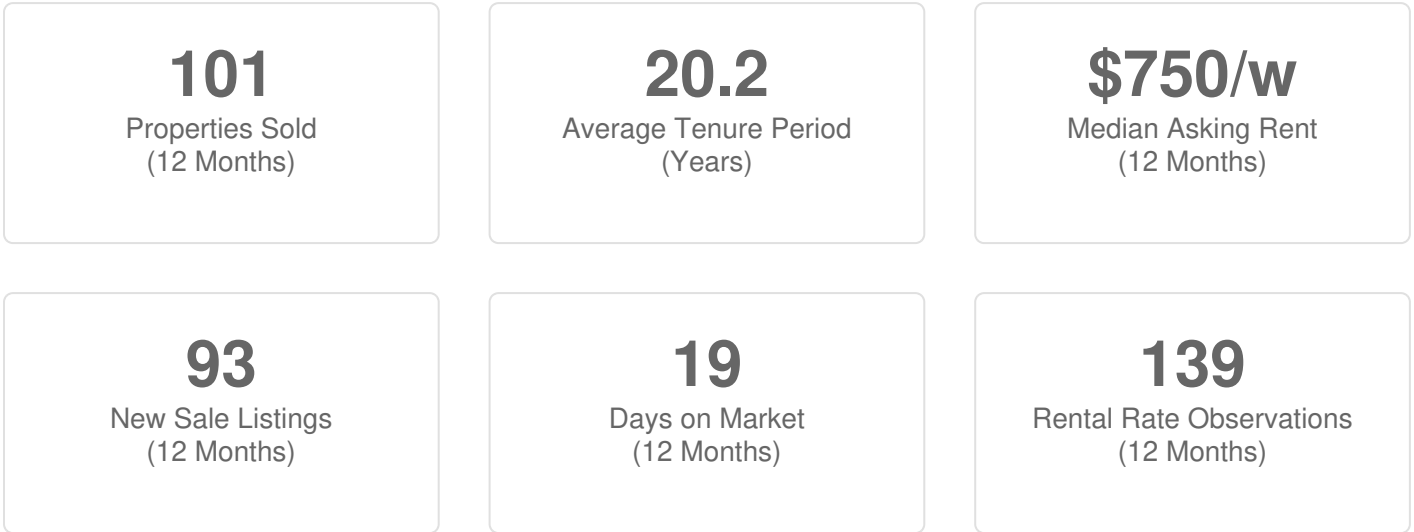 101
Properties Sold
(12 Months)
20.2
Average Tenure Period
(Years)
$750/w
Median Asking Rent
(12 Months)
93
New Sale Listings
(12 Months)
19
Days on Market
(12 Months)
139
Rental Rate Observations
(12 Months)